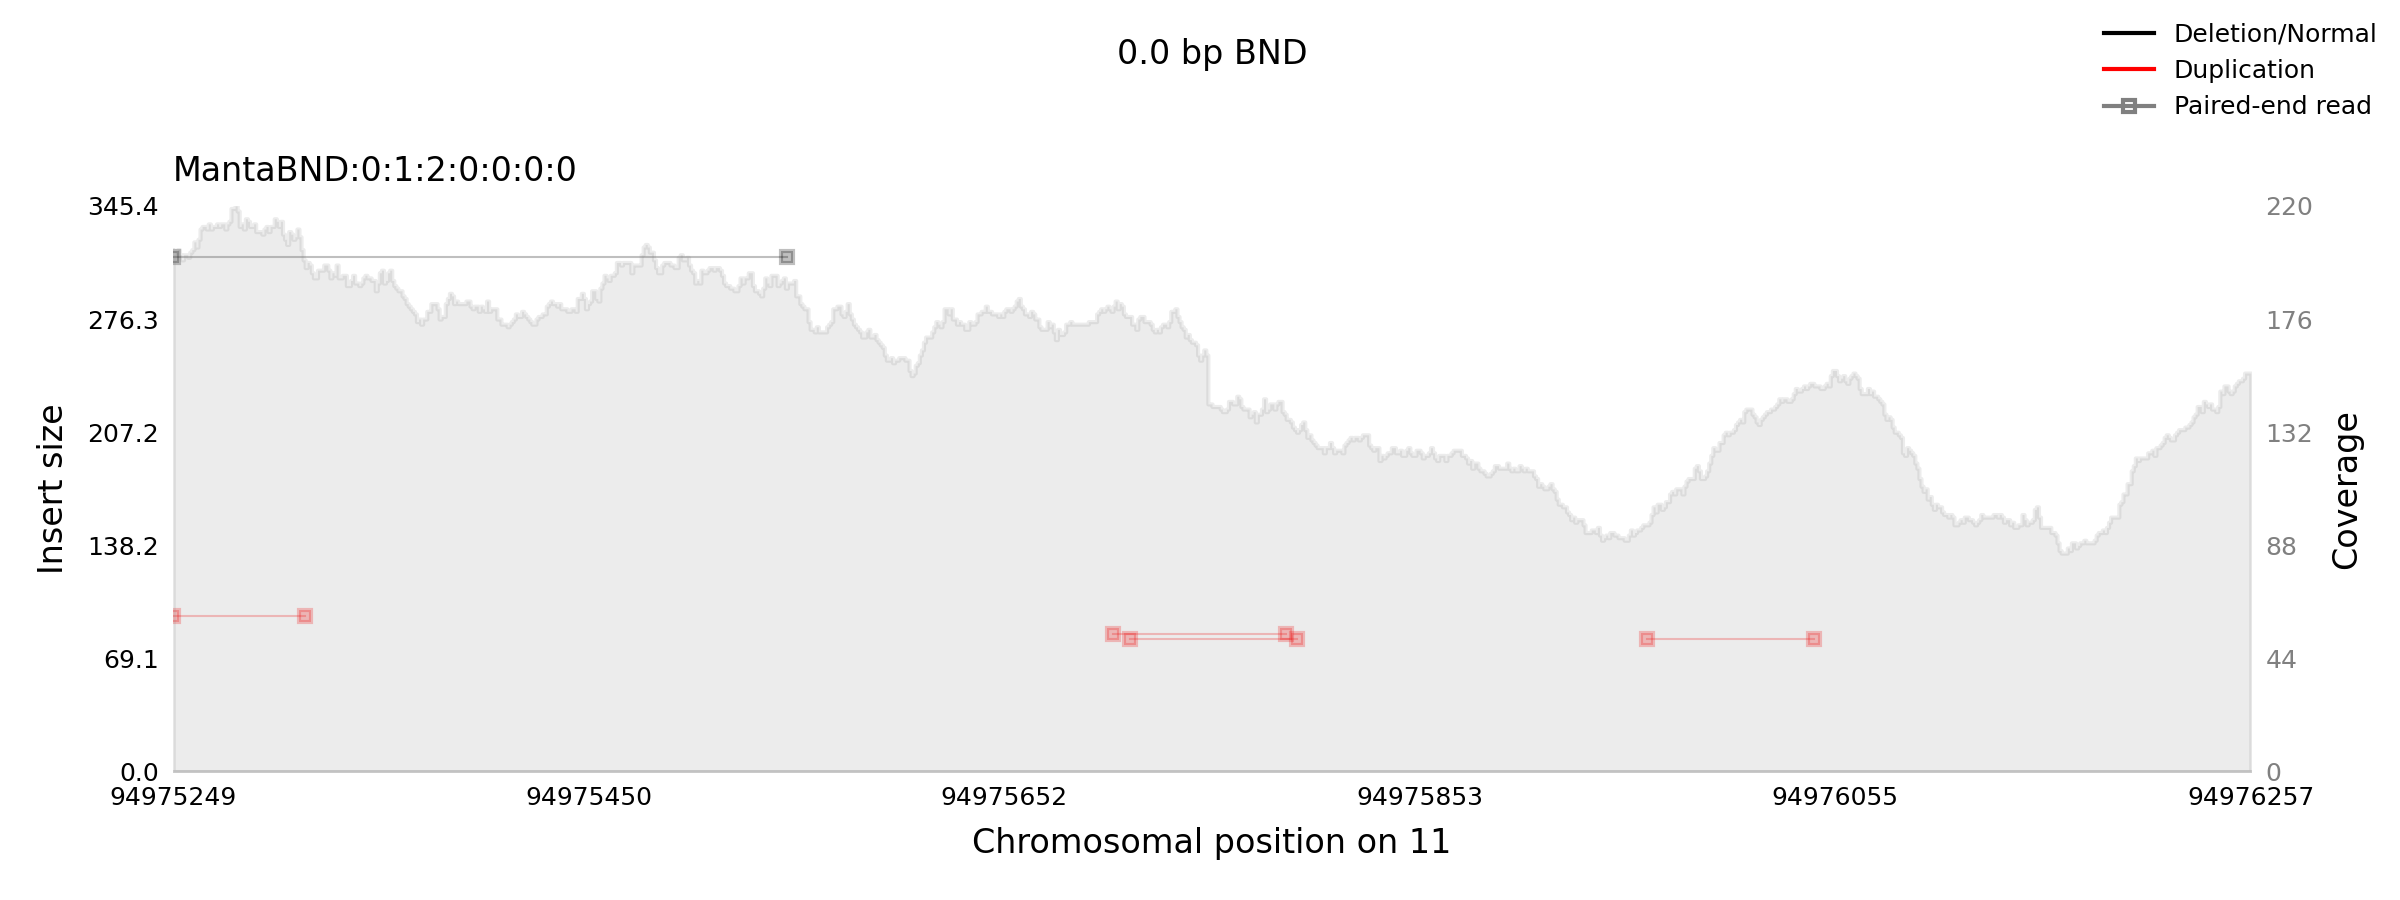 0.0 bp BND
Deletion/Normal
Duplication
Paired-end read
MantaBND:0:1:2:0:0:0:0
345.4
276.3
207.2
138.2
69.1
0.0
Insert size
220
176
132
88
44
0
Coverage
94975249 94975450 94975652 94975853 94976055 94976257
Chromosomal position on 11